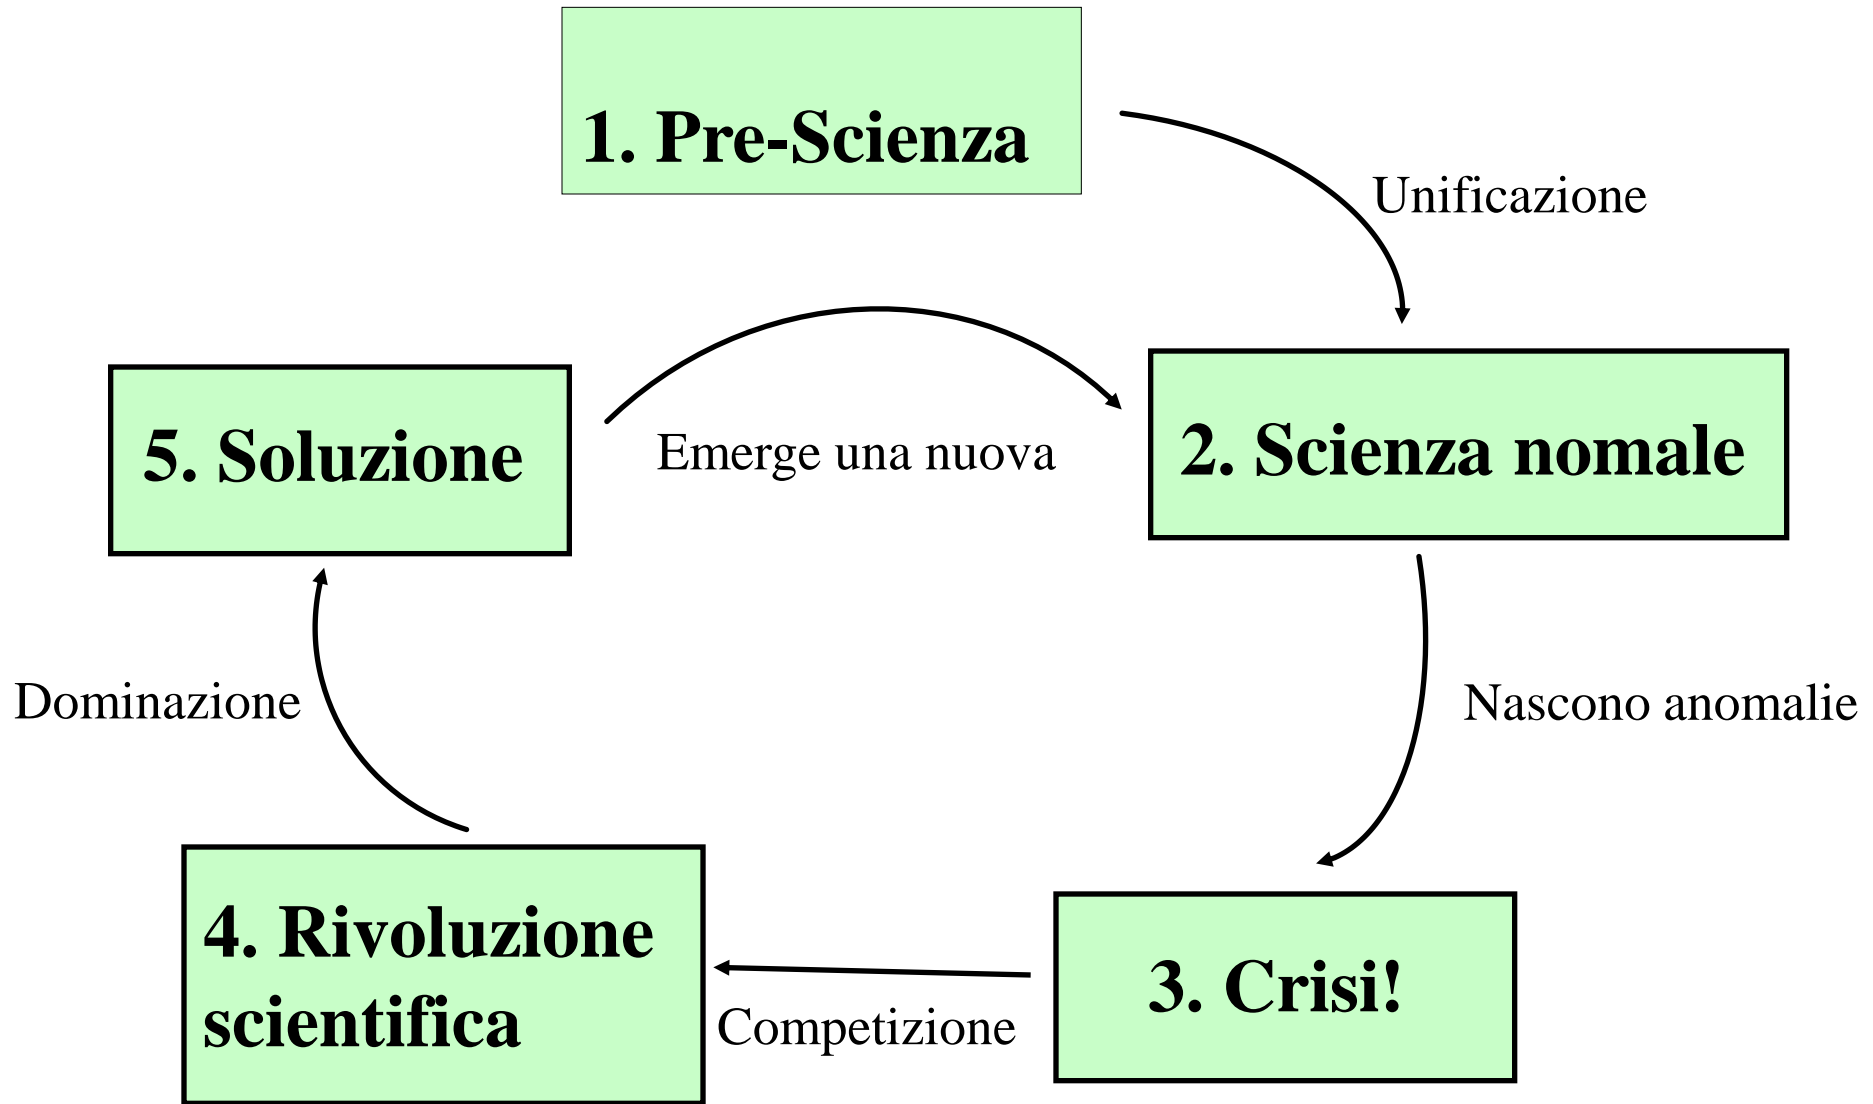 1. Pre-Scienza
Unificazione
5. Soluzione
Emerge una nuova
2. Scienza nomale
Dominazione
Nascono anomalie
4. Rivoluzione
scientifica
Competizione
3. Crisi!